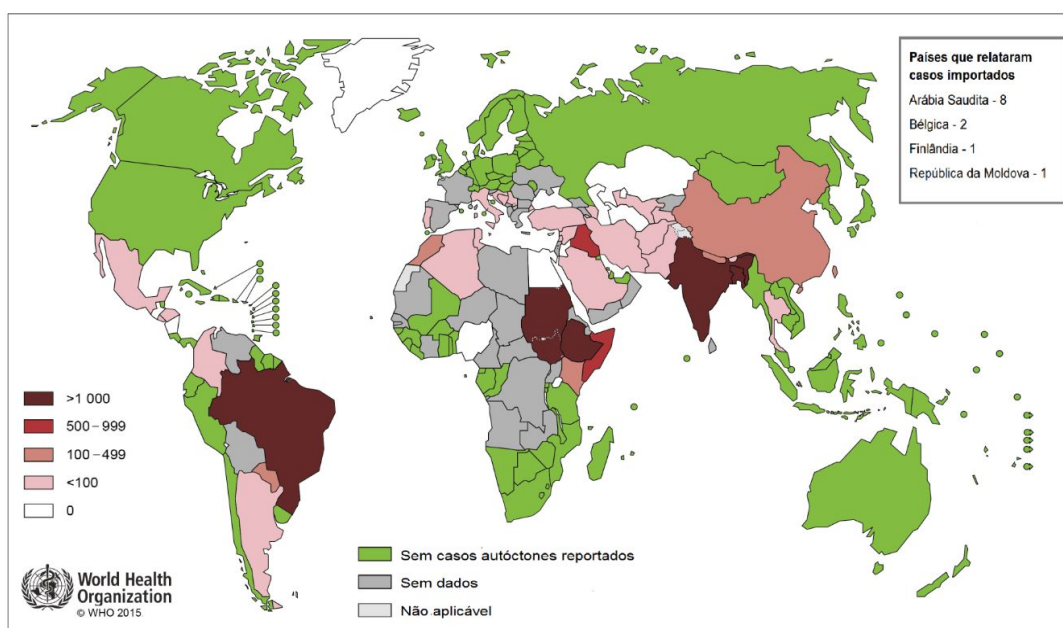 Países que relataram
casos importados
Arábia Saudita - 8
Bélgica - 2
Finlândia - 1
República da Moldova - 1
>1 000
500–999
100–499
<100
0
Sem casos autóctones reportados
Sem dados
Não aplicável
World Health
Organization
© WHO 2015